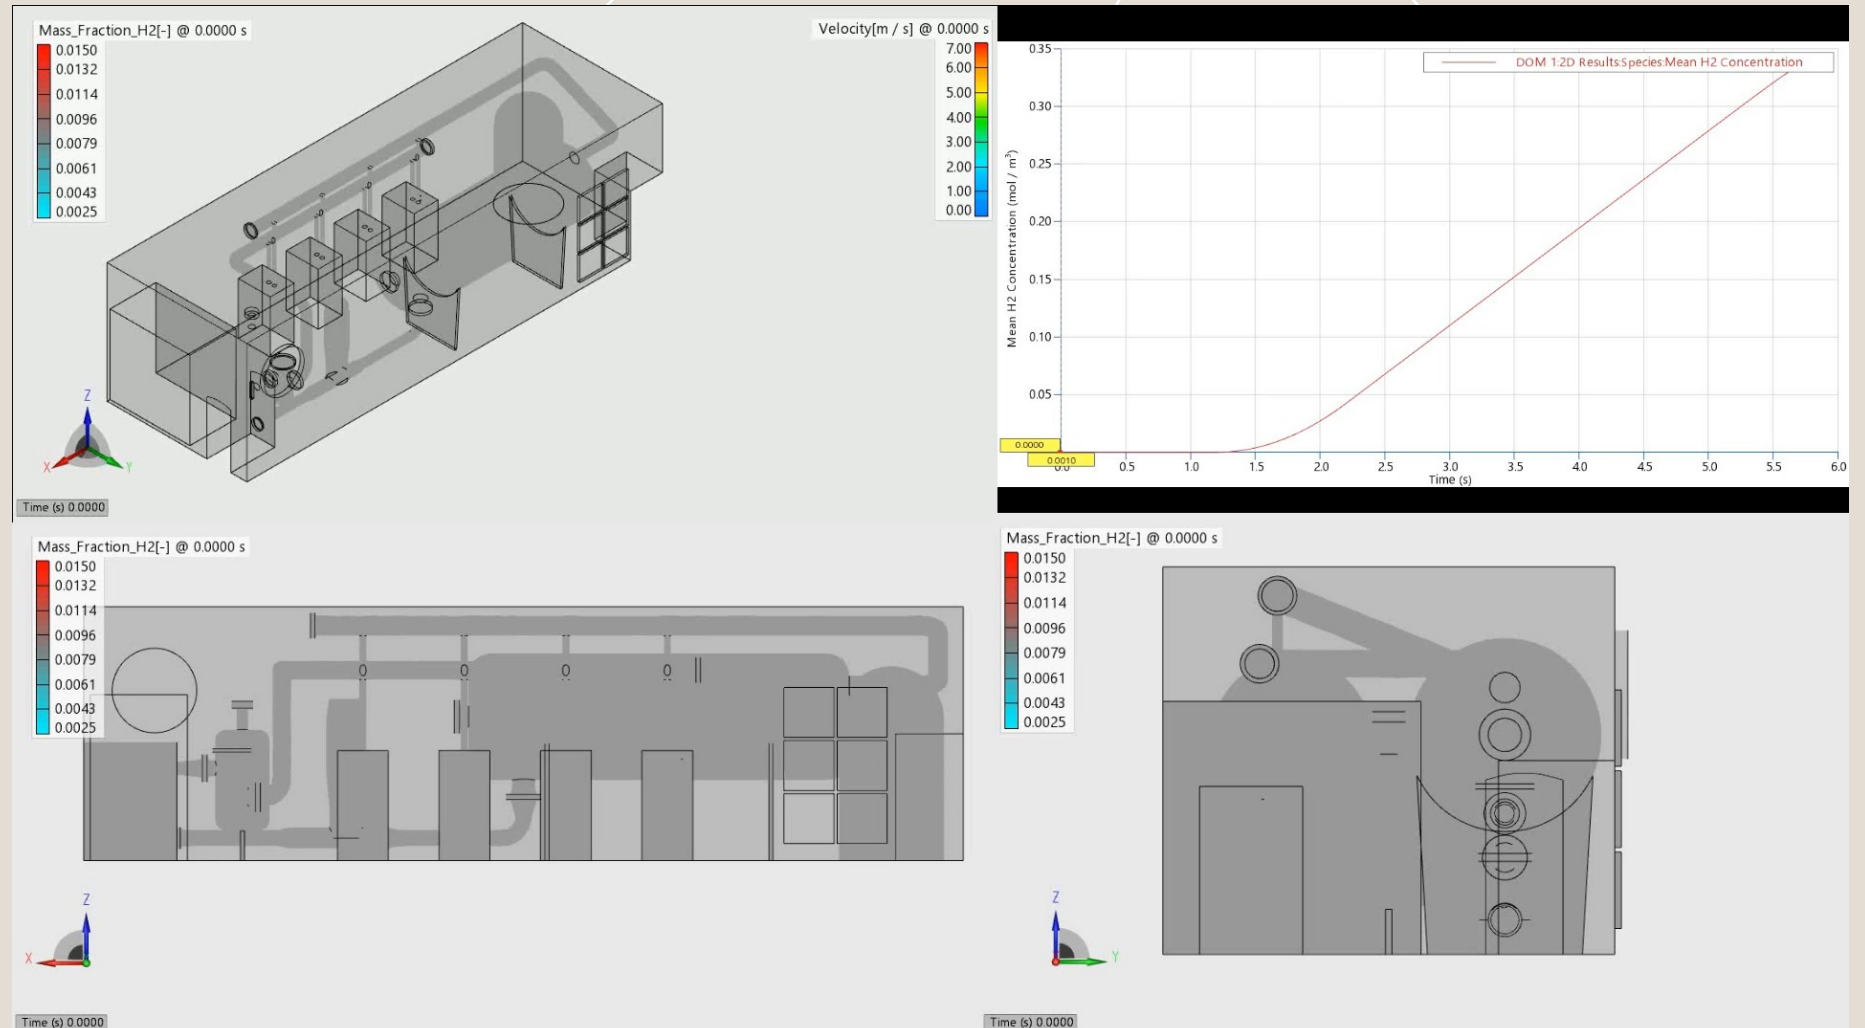 Mass_Fraction_H2[-] @ 0.0000 s
0.0150
0.0132
0.0114
0.0096
0.0079
0.0061
0.0043
0.0025
Velocity[m / s] @ 0.0000 s
7.00
6.00
5.00
4.00
3.00
2.00
1.00
0.00
Z
X
Y
Time (s) 0.0000
DOM 1:2D Results:Species:Mean H2 Concentration
Mean H2 Concentration (mol / m³)
0.35
0.30
0.25
0.20
0.15
0.10
0.05
0.0000
0.0010
0.0 0.5 1.0 1.5 2.0 2.5 3.0 3.5 4.0 4.5 5.0 5.5 6.0
Time (s)
Mass_Fraction_H2[-] @ 0.0000 s
0.0150
0.0132
0.0114
0.0096
0.0079
0.0061
0.0043
0.0025
Z
X
Time (s) 0.0000
Mass_Fraction_H2[-] @ 0.0000 s
0.0150
0.0132
0.0114
0.0096
0.0079
0.0061
0.0043
0.0025
Z
Y
Time (s) 0.0000